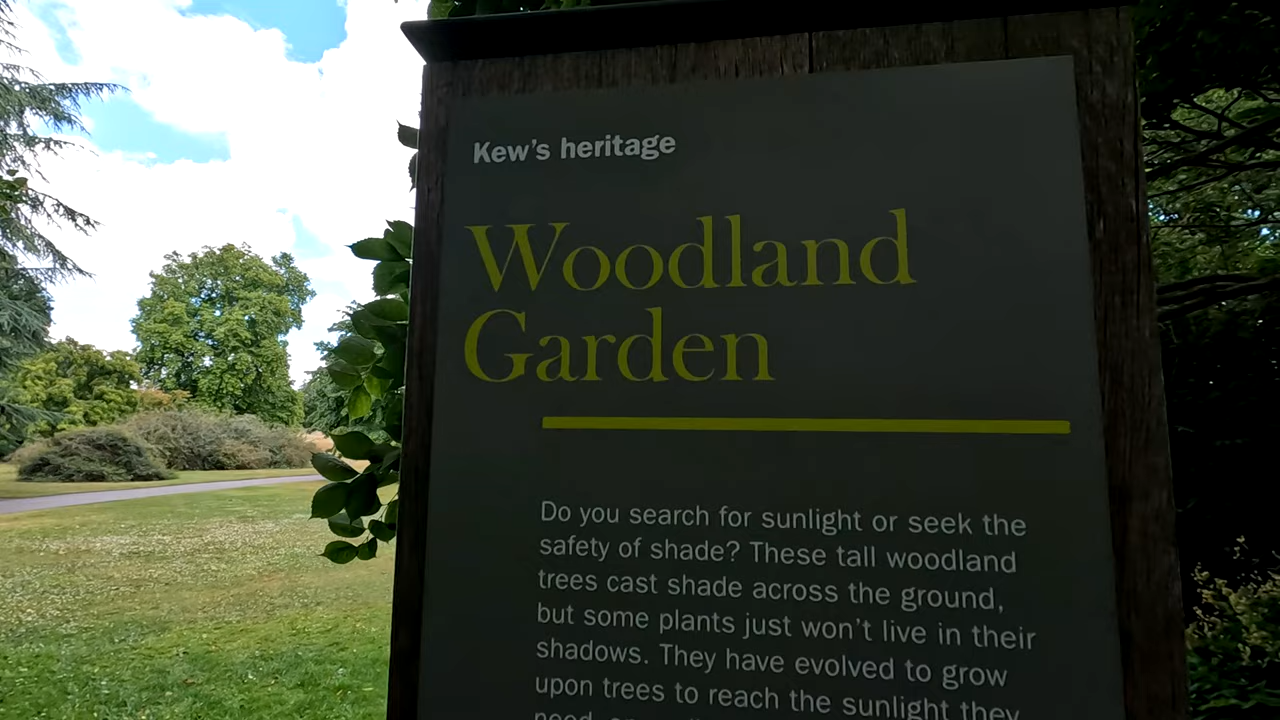 Kew's heritage
Woodland
Garden
Do you search for sunlight or seek the
safety of shade? These tall woodland
trees cast shade across the ground,
but some plants just won't live in their
shadows. They have evolved to grow
upon trees to reach the sunlight they